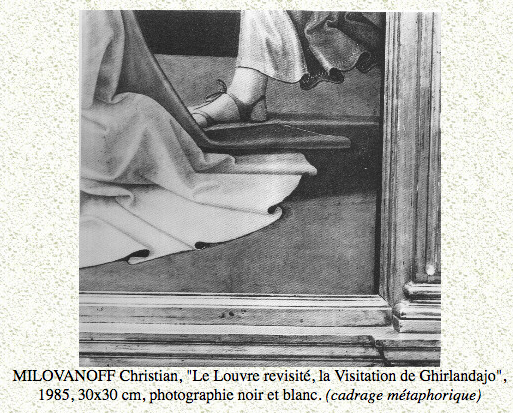 MILOVANOFF Christian, "Le Louvre revisité, la Visitation de Ghirlandajo",
1985, 30x30 cm, photographie noir et blanc. (cadrage métaphorique)